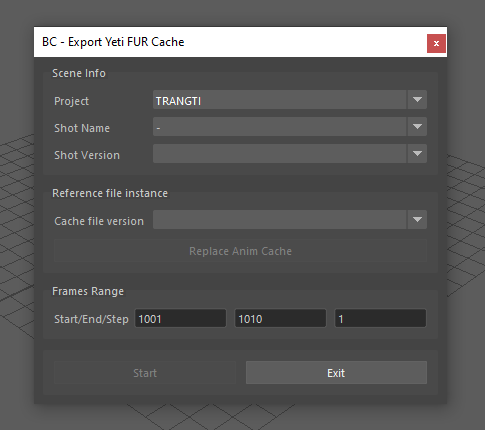 BC - Export Yeti FUR Cache
x
Scene Info
Project TRANGTI
Shot Name -
Shot Version
Reference file instance
Cache file version
Replace Anim Cache
Frames Range
Start/End/Step 1001 1010 1
Start Exit